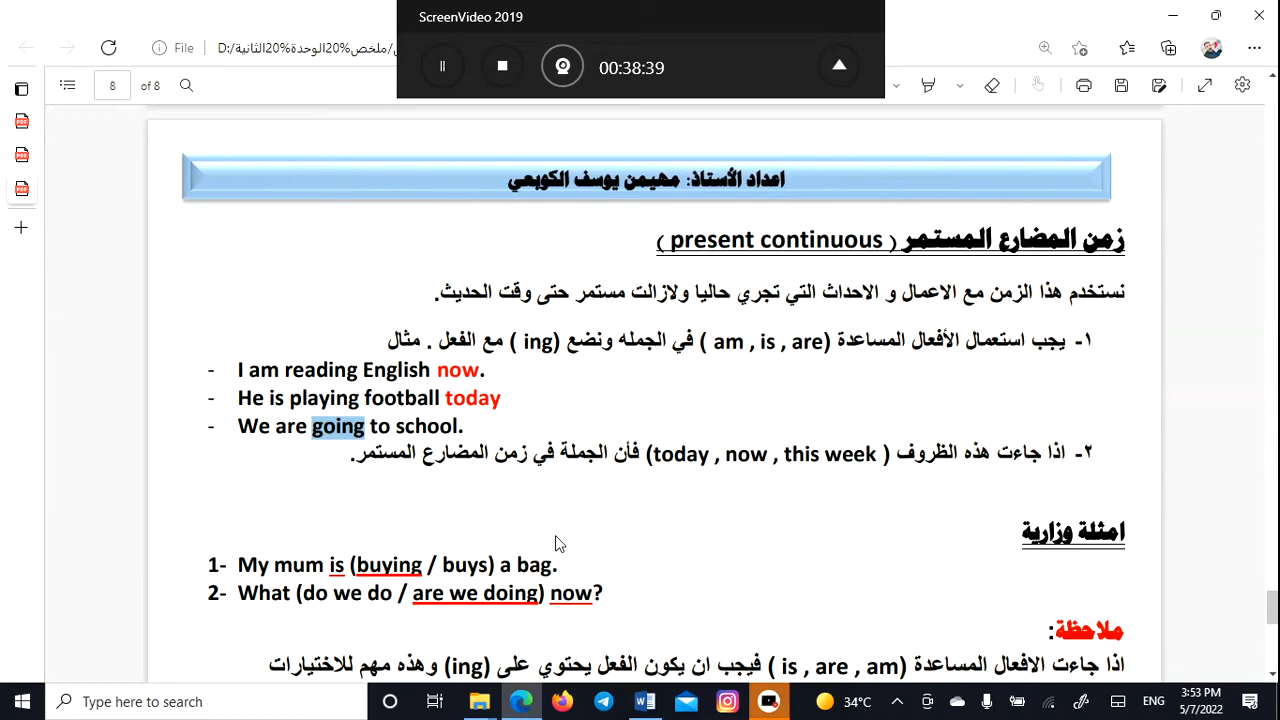 ScreenVideo 2019
00:38:39
File
D:/ملخص%20الوحدة%20الثانية%20
8 of 8
اعداد الأستاذ: مهيمن يوسف الكوبعي
زمن المضارع المستمر ( present continuous )
نستخدم هذا الزمن مع الاعمال و الاحداث التي تجري حاليا ولازالت مستمر حتى وقت الحديث.
١- يجب استعمال الأفعال المساعدة (am , is , are ) في الجمله ونضع (ing ) مع الفعل . مثال
- I am reading English now.
- He is playing football today
- We are going to school.
٢- اذا جاءت هذه الظروف ( today , now , this week) فأن الجملة في زمن المضارع المستمر.
امثلة وزارية
1- My mum is (buying / buys) a bag.
2- What (do we do / are we doing) now?
ملاحظة:
اذا جاءت الافعال المساعدة (is , are , am ) فيجب ان يكون الفعل يحتوي على (ing) وهذه مهم للاختيارات
Type here to search
34°C
ENG
3:53 PM
5/7/2022